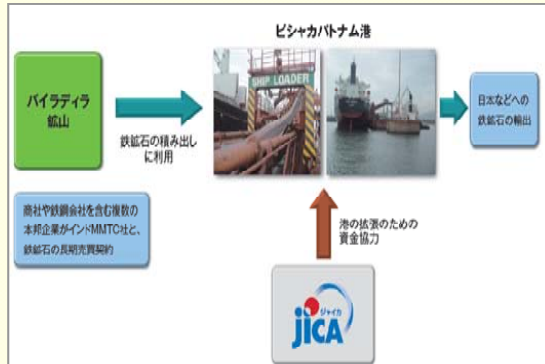 ビシャカパトナム港
バイラディラ
鉱山
鉄鉱石の積み出し
に利用
SHIP LOADER
日本などへの
鉄鉱石の輸出
商社や鉄鋼会社を含む複数の
本邦企業がインドMMTC社と、
鉄鉱石の長期売買契約
港の拡張のための
資金協力
ジャイカ
jICA